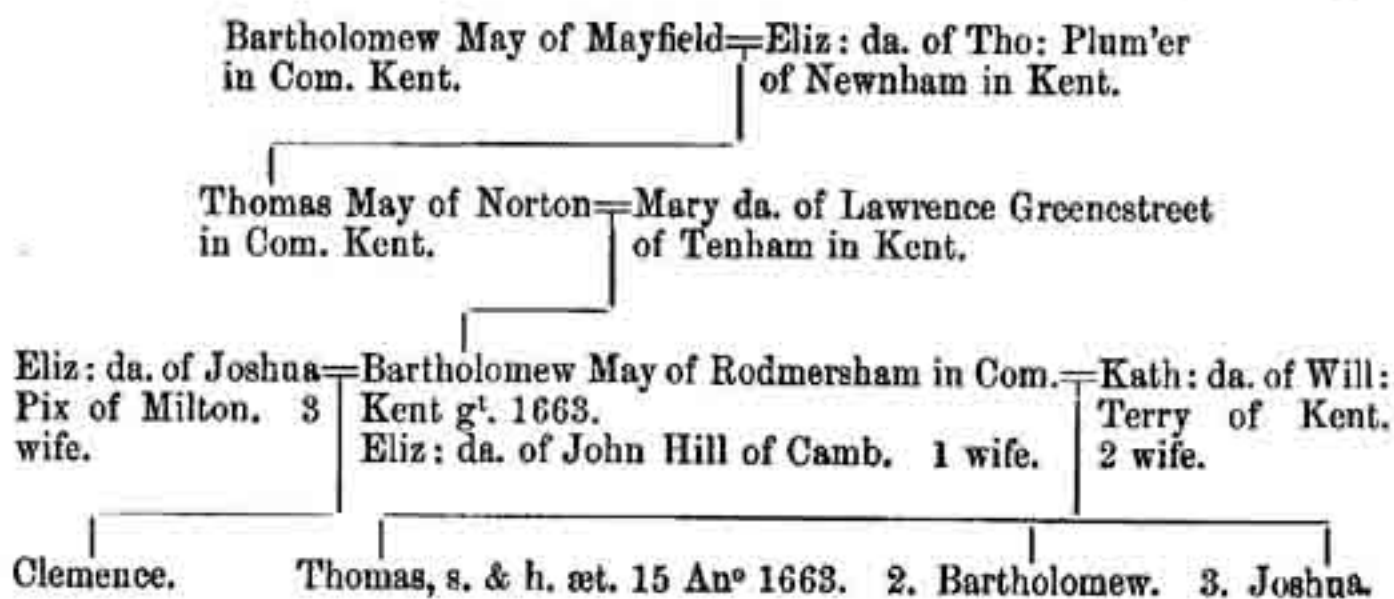 Bartholomew May of Mayfield=Eliz: da. of Tho: Plum'er
in Com. Kent. of Newnham in Kent.
Thomas May of Norton=Mary da. of Lawrence Greenestreet
in Com. Kent. of Tenham in Kent.
Eliz: da. of Joshua=Bartholomew May of Rodmersham in Com.=Kath: da. of Will:
Pix of Milton. 3 Kent gᵗ. 1663. Terry of Kent.
wife. Eliz: da. of John Hill of Camb. 1 wife. 2 wife.
Clemence. Thomas, s. & h. æt. 15 Anº 1663. 2. Bartholomew. 3. Joshua.